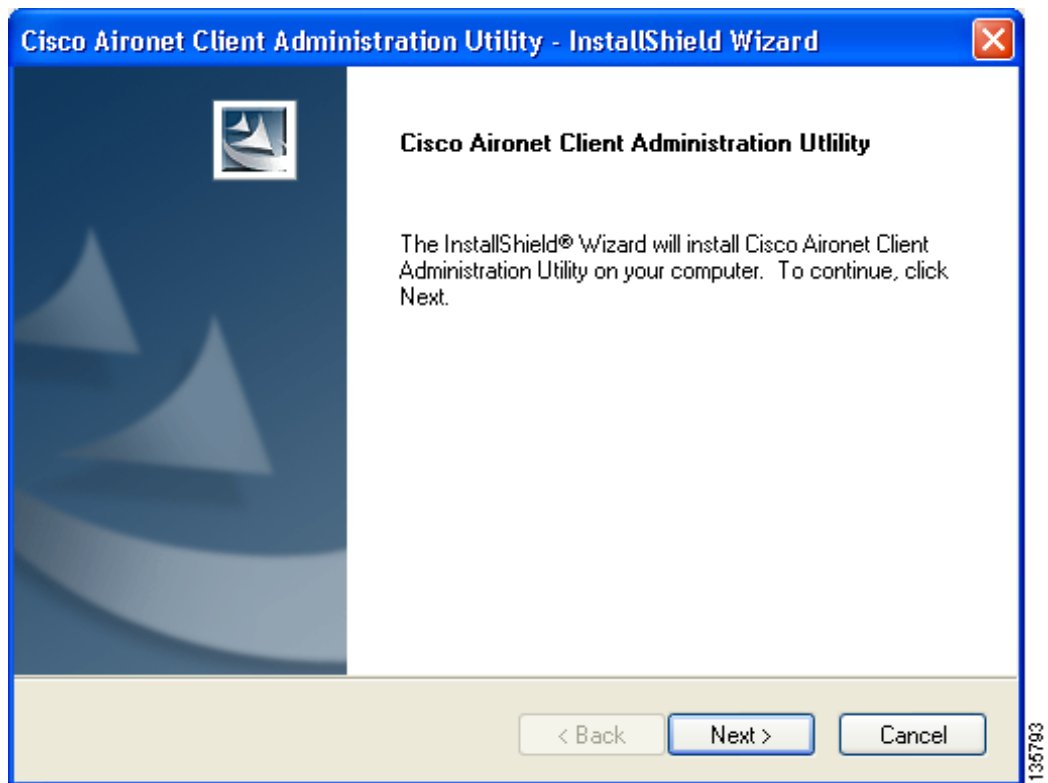 Cisco Aironet Client Administration Utility - InstallShield Wizard
Cisco Aironet Client Administration Utlility
The InstallShield® Wizard will install Cisco Aironet Client
Administration Utility on your computer. To continue, click
Next.
< Back
Next >
Cancel
135793